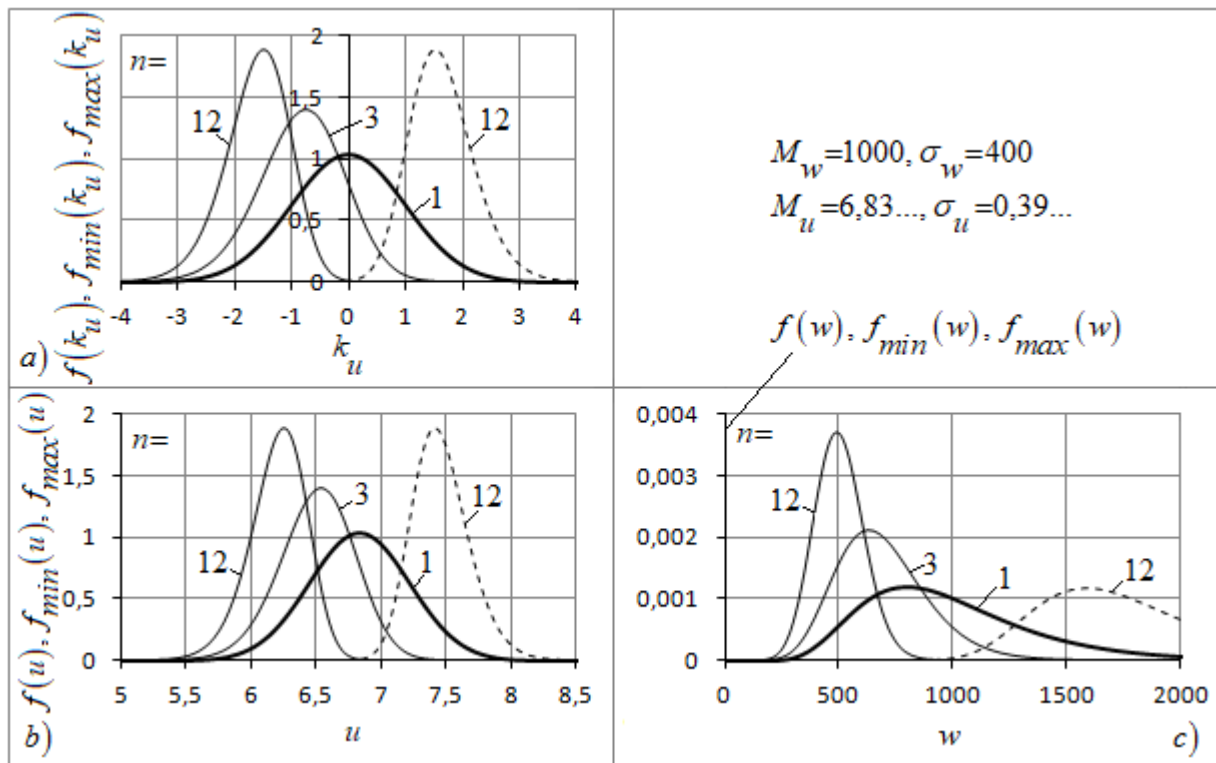 f(k_u), f_min(k_u), f_max(k_u)
n=
2
1,5
1
0,5
0
12
3
12
1
-4 -3 -2 -1 0 1 2 3 4
k_u
a)
M_w=1000, σ_w=400
M_u=6,83..., σ_u=0,39...
f(w), f_min(w), f_max(w)
f(u), f_min(u), f_max(u)
n=
2
1,5
1
0,5
0
12
3
12
1
5 5,5 6 6,5 7 7,5 8 8,5
u
b)
n=
0,004
0,003
0,002
0,001
0
12
3
1
12
0 500 1000 1500 2000
w
c)